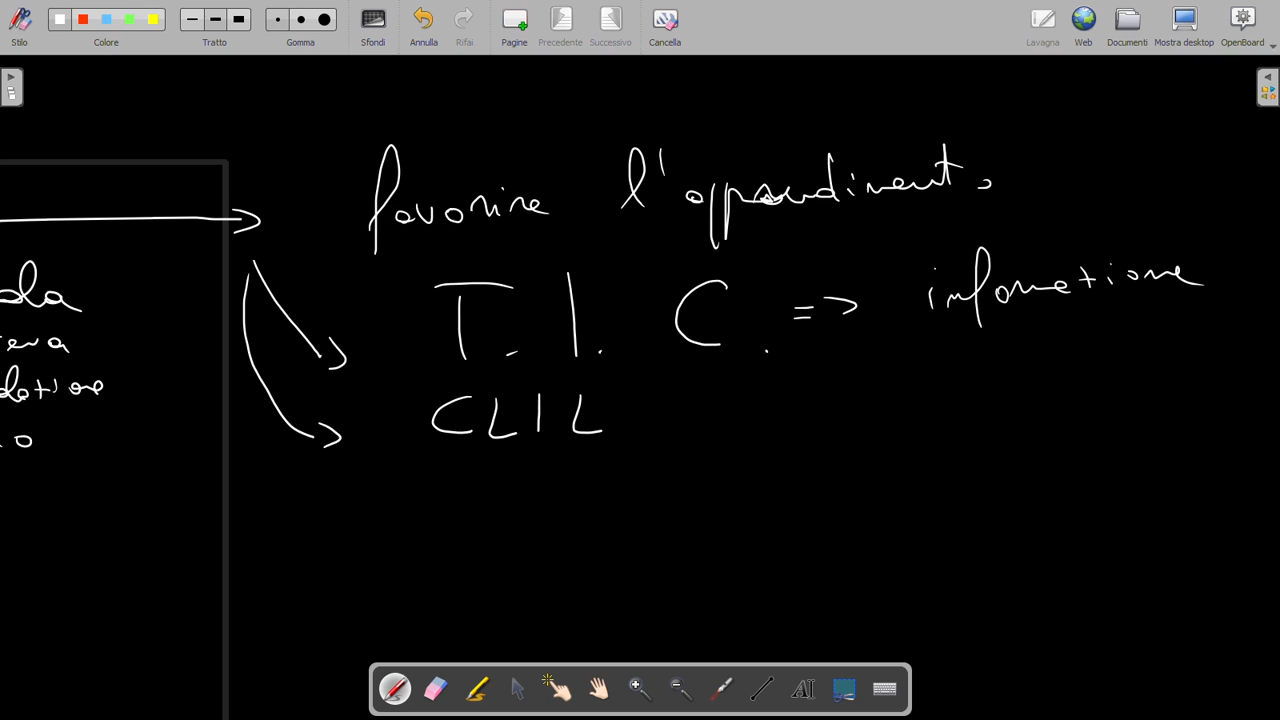 Stilo Colore Tratto Gomma Sfondi Annulla Rifai Pagine Precedente Successivo Cancella Lavagna Web Documenti Mostra desktop OpenBoard
favorire l'apprendimento
T. I. C. => informazione
CLIL